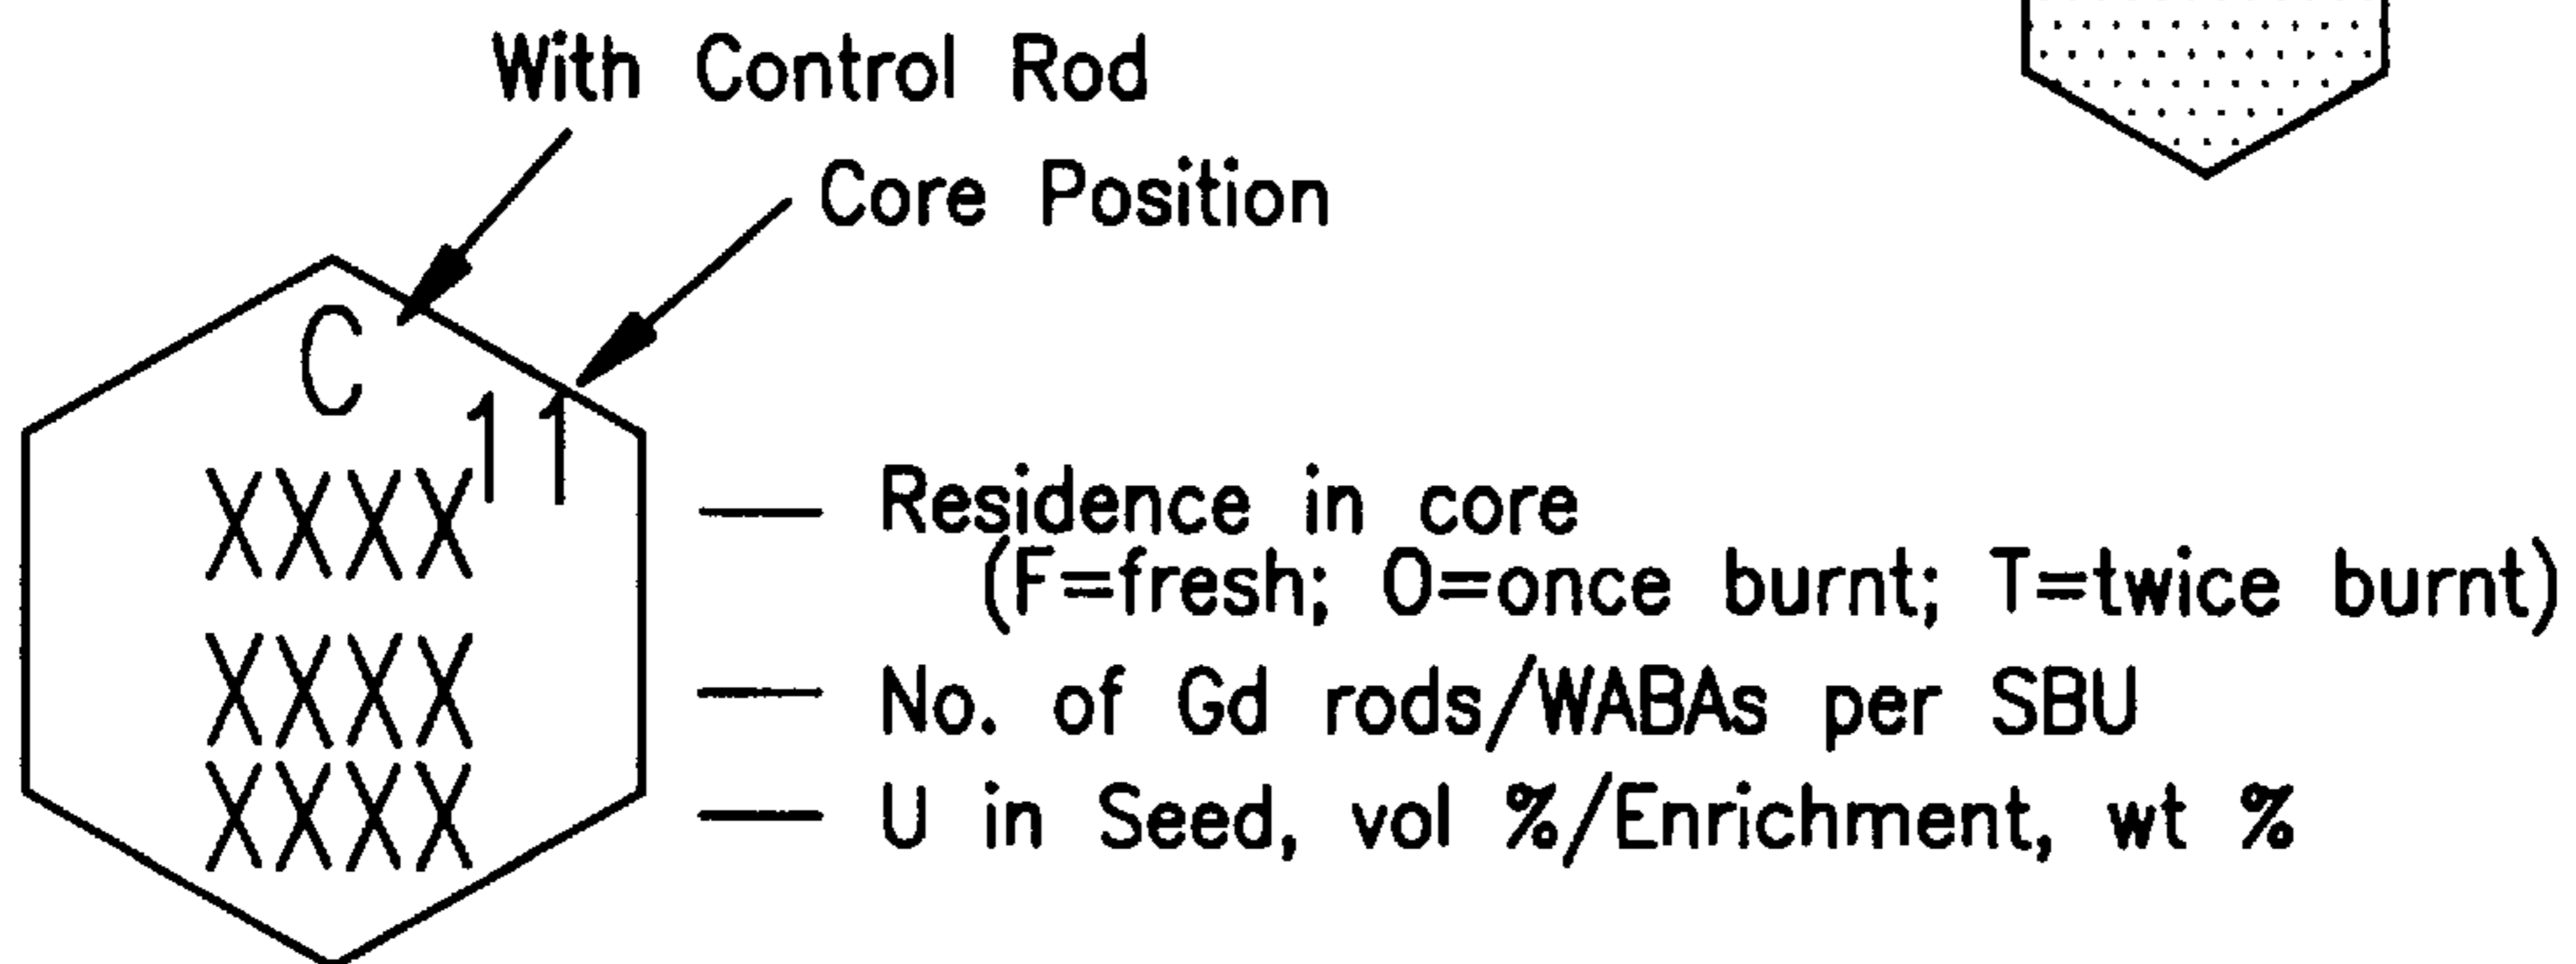 With Control Rod
Core Position
C
11
XXXX — Residence in core
(F=fresh; O=once burnt; T=twice burnt)
XXXX — No. of Gd rods/WABAs per SBU
XXXX — U in Seed, vol %/Enrichment, wt %